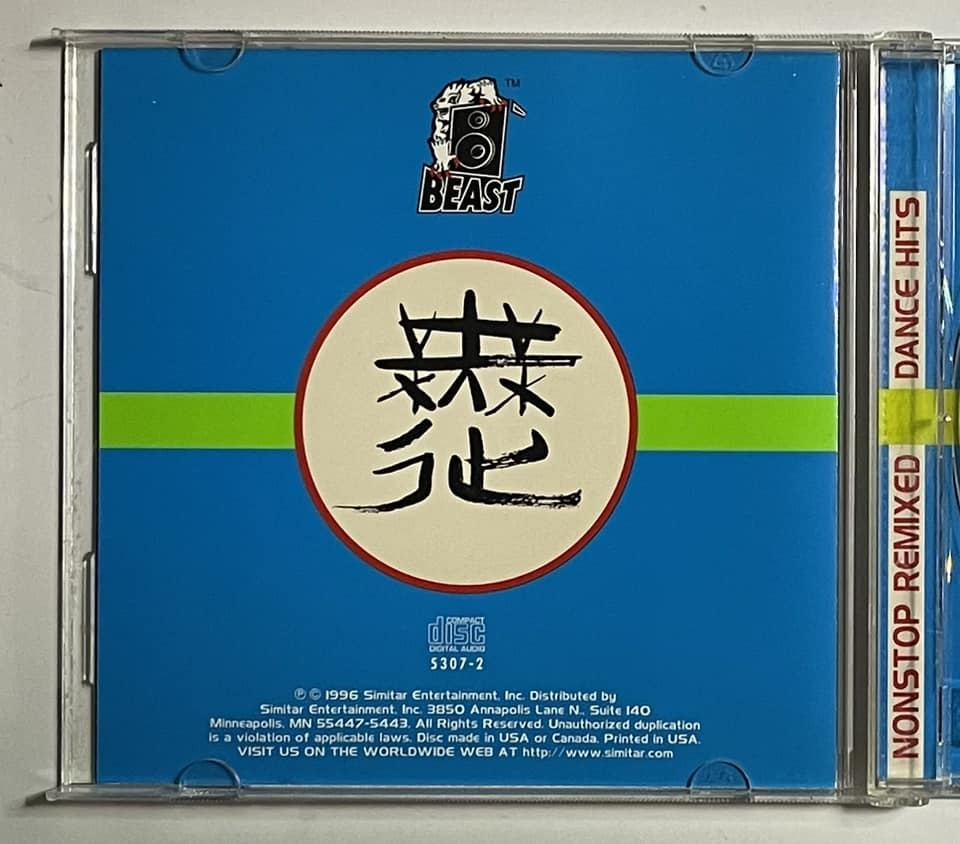 TM
BEAST
COMPACT
disc
DIGITAL AUDIO
5307-2
℗ © 1996 Simitar Entertainment, Inc. Distributed by
Simitar Entertainment, Inc. 3850 Annapolis Lane N., Suite 140
Minneapolis, MN 55447-5443. All Rights Reserved. Unauthorized duplication
is a violation of applicable laws. Disc made in USA or Canada. Printed in USA.
VISIT US ON THE WORLDWIDE WEB AT http://www.simitar.com
NONSTOP REMIXED DANCE HITS